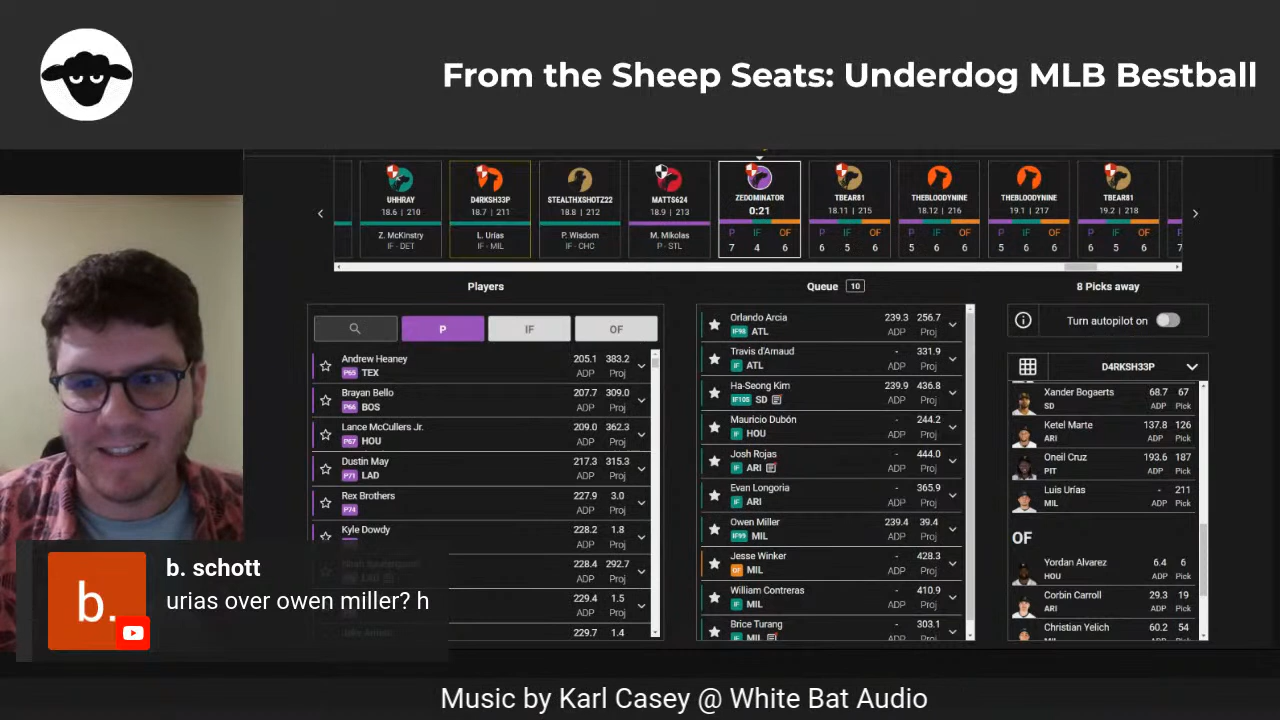 From the Sheep Seats: Underdog MLB Bestball
UHHRAY
18.6 | 210
Z. McKinstry
IF - DET
D4RKSH33P
18.7 | 211
L. Urias
IF - MIL
STEALTHXSHOTZ22
18.8 | 212
P. Wisdom
IF - CHC
MATTS624
18.9 | 213
M. Mikolas
P - STL
ZEDOMINATOR
0:21
P IF OF
7 4 6
TBEAR81
18.11 | 215
P IF OF
6 5 6
THEBLOODYNINE
18.12 | 216
P IF OF
5 6 6
THEBLOODYNINE
19.1 | 217
P IF OF
5 6 6
TBEAR81
19.2 | 218
P IF OF
6 5 6
Players
P IF OF
Andrew Heaney 205.1 383.2
P65 TEX ADP Proj
Brayan Bello 207.7 309.0
P66 BOS ADP Proj
Lance McCullers Jr. 209.0 362.3
P67 HOU ADP Proj
Dustin May 217.3 315.3
P71 LAD ADP Proj
Rex Brothers 227.9 3.0
P74 ADP Proj
Kyle Dowdy 228.2 1.8
ADP Proj
228.4 292.7
ADP Proj
229.4 1.5
ADP Proj
229.7 1.4
Queue 10
Orlando Arcia 239.3 256.7
IF98 ATL ADP Proj
Travis d'Arnaud - 331.9
IF ATL ADP Proj
Ha-Seong Kim 239.9 436.8
IF105 SD ADP Proj
Mauricio Dubón - 244.2
IF HOU ADP Proj
Josh Rojas - 444.0
IF ARI ADP Proj
Evan Longoria - 365.9
IF ARI ADP Proj
Owen Miller 239.4 39.4
IF99 MIL ADP Proj
Jesse Winker - 428.3
OF MIL ADP Proj
William Contreras - 410.9
IF MIL ADP Proj
Brice Turang - 303.1
IF MIL ADP Proj
8 Picks away
Turn autopilot on
D4RKSH33P
Xander Bogaerts 68.7 67
SD ADP Pick
Ketel Marte 137.8 126
ARI ADP Pick
Oneil Cruz 193.6 187
PIT ADP Pick
Luis Urías - 211
MIL ADP Pick
OF
Yordan Alvarez 6.4 6
HOU ADP Pick
Corbin Carroll 29.3 19
ARI ADP Pick
Christian Yelich 60.2 54
MIL ADP Pick
b.
b. schott
urias over owen miller? h
Music by Karl Casey @ White Bat Audio